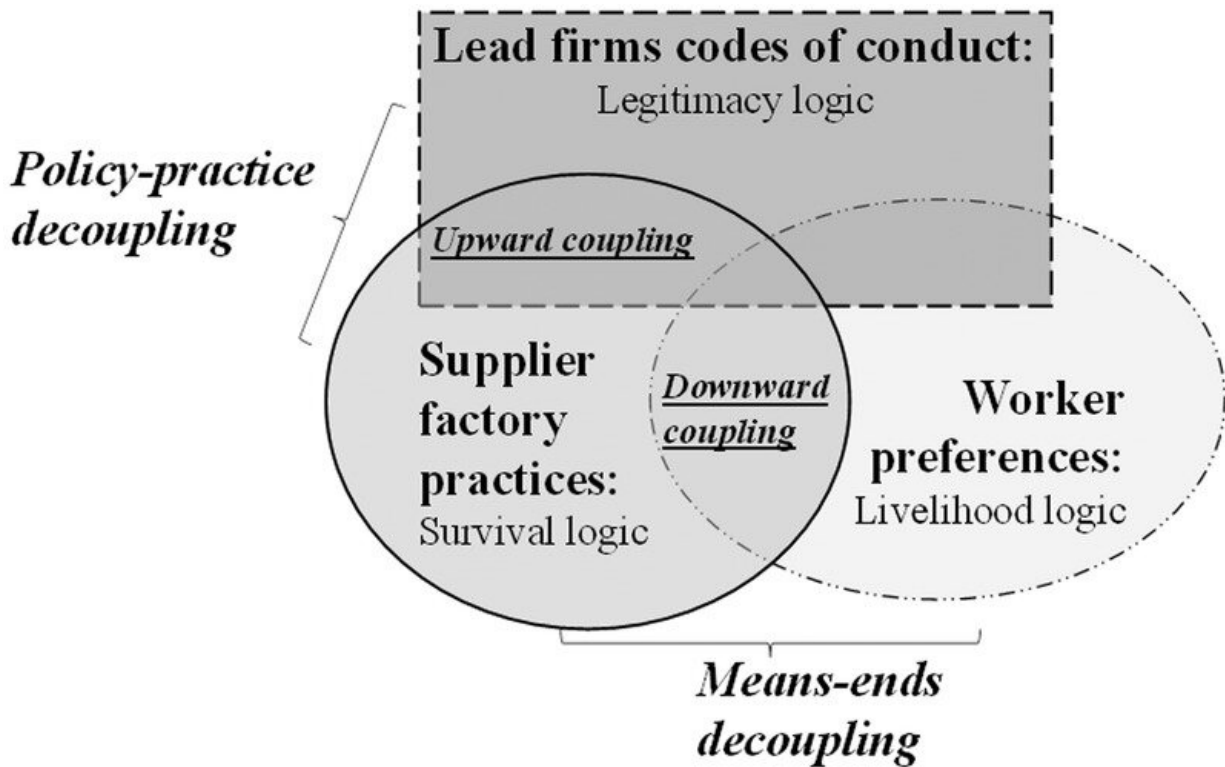 Lead firms codes of conduct:
Legitimacy logic
Policy-practice
decoupling
Upward coupling
Supplier
factory
practices:
Survival logic
Downward
coupling
Worker
preferences:
Livelihood logic
Means-ends
decoupling